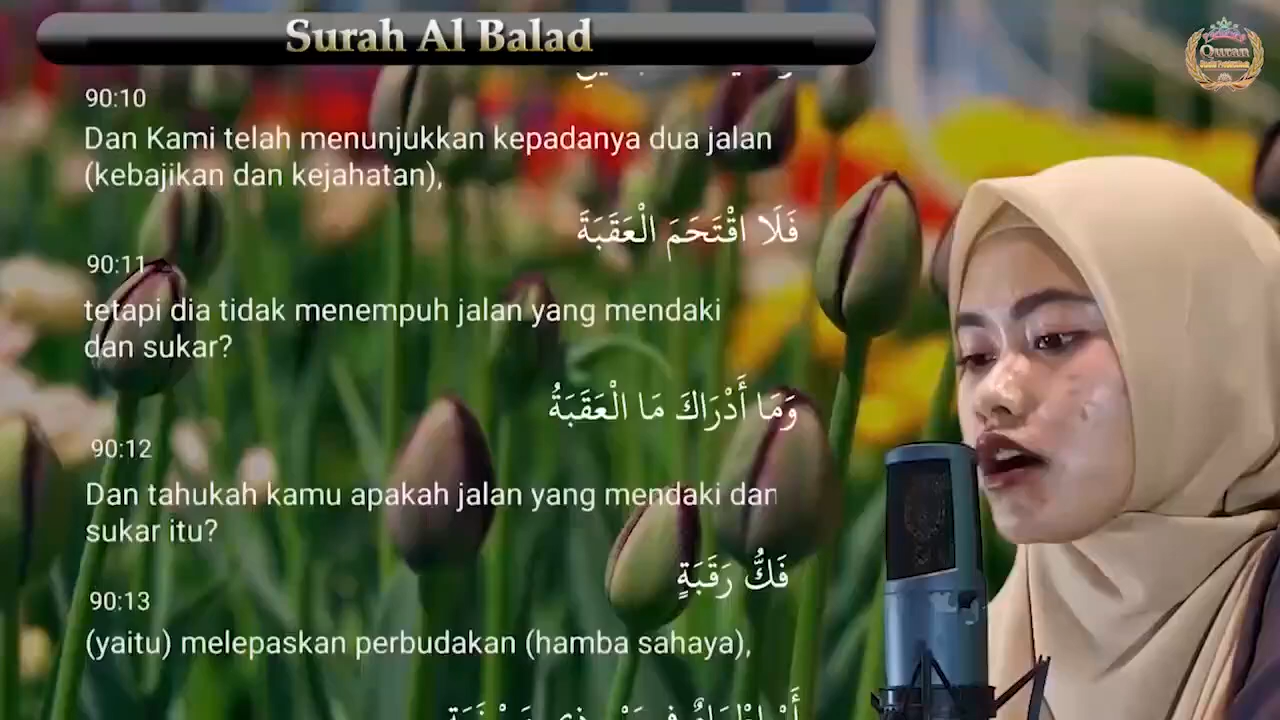 Surah Al Balad
Quran
90:10
Dan Kami telah menunjukkan kepadanya dua jalan
(kebajikan dan kejahatan),
فَلَا اقْتَحَمَ الْعَقَبَةَ
90:11
tetapi dia tidak menempuh jalan yang mendaki
dan sukar?
وَمَا أَدْرَاكَ مَا الْعَقَبَةُ
90:12
Dan tahukah kamu apakah jalan yang mendaki dan
sukar itu?
فَكُّ رَقَبَةٍ
90:13
(yaitu) melepaskan perbudakan (hamba sahaya),